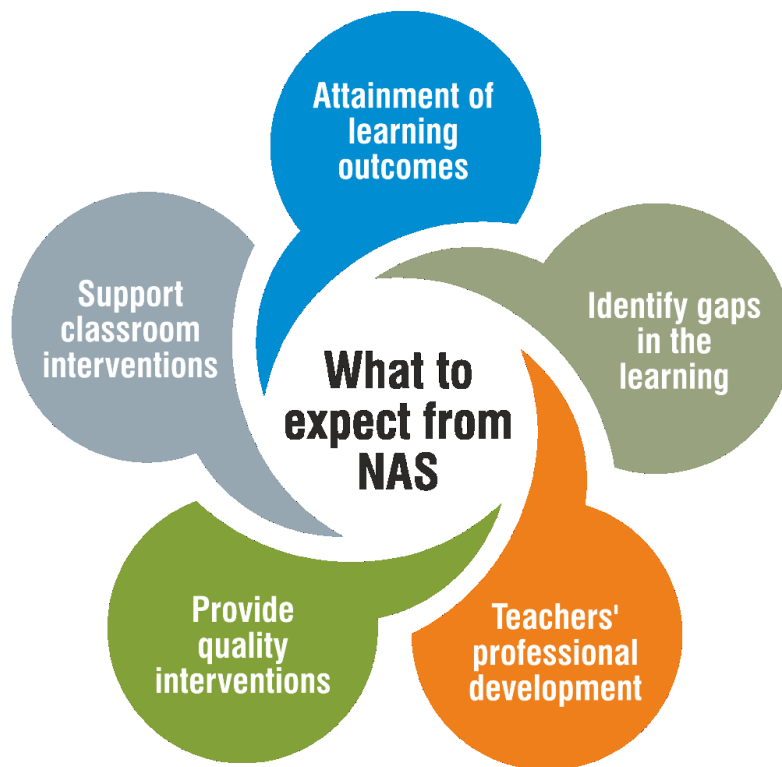 What to
expect from
NAS
Attainment of
learning
outcomes
Identify gaps
in the
learning
Teachers'
professional
development
Provide
quality
interventions
Support
classroom
interventions